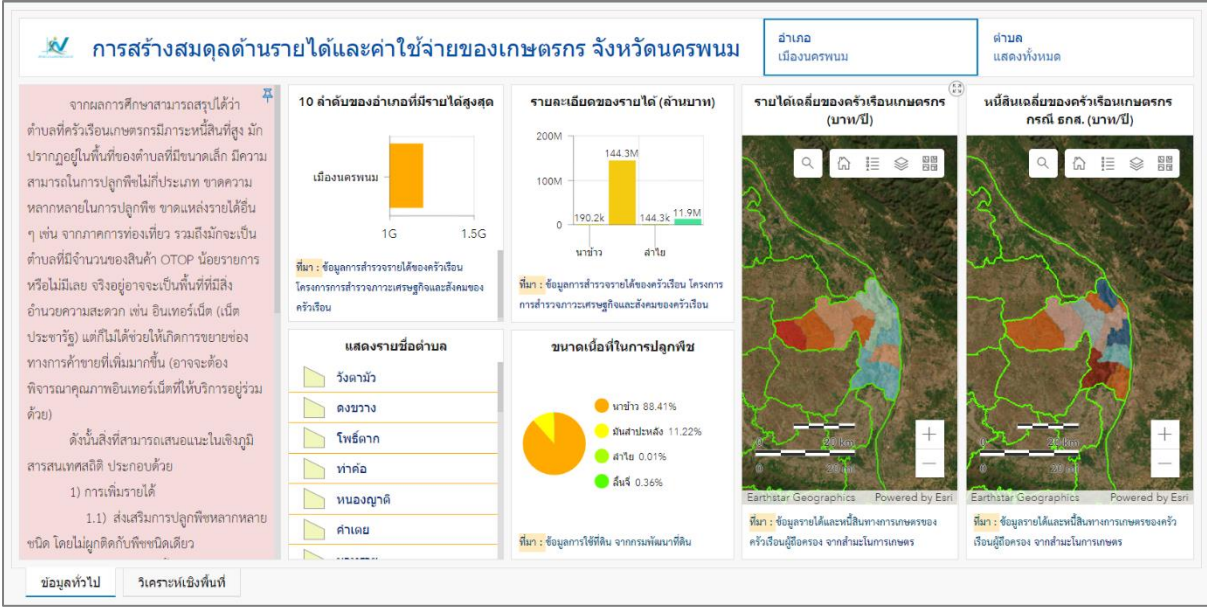 การสร้างสมดุลด้านรายได้และค่าใช้จ่ายของเกษตรกร จังหวัดนครพนม
อำเภอ
เมืองนครพนม
ตำบล
แสดงทั้งหมด
จากผลการศึกษาสามารถสรุปได้ว่า
ตำบลที่ครัวเรือนเกษตรกรมีภาระหนี้สินที่สูง มัก
ปรากฏอยู่ในพื้นที่ของตำบลที่มีขนาดเล็ก มีความ
สามารถในการปลูกพืชไม่กี่ประเภท ขาดความ
หลากหลายในการปลูกพืช ขาดแหล่งรายได้อื่น
ๆ เช่น จากภาคการท่องเที่ยว รวมถึงมักจะเป็น
ตำบลที่มีจำนวนของสินค้า OTOP น้อยรายการ
หรือไม่มีเลย จริงอยู่อาจจะเป็นพื้นที่ที่มีสิ่ง
อำนวยความสะดวก เช่น อินเทอร์เน็ต (เน็ต
ประชารัฐ) แต่ก็ไม่ได้ช่วยให้เกิดการขยายช่อง
ทางการค้าขายที่เพิ่มมากขึ้น (อาจจะต้อง
พิจารณาคุณภาพอินเทอร์เน็ตที่ให้บริการอยู่ร่วม
ด้วย)
ดังนั้นสิ่งที่สามารถเสนอแนะในเชิงภูมิ
สารสนเทศสถิติ ประกอบด้วย
1) การเพิ่มรายได้
1.1) ส่งเสริมการปลูกพืชหลากหลาย
ชนิด โดยไม่ผูกติดกับพืชชนิดเดียว
10 ลำดับของอำเภอที่มีรายได้สูงสุด
เมืองนครพนม
1G
1.5G
ที่มา : ข้อมูลการสำรวจรายได้ของครัวเรือน
โครงการการสำรวจภาวะเศรษฐกิจและสังคมของ
ครัวเรือน
รายละเอียดของรายได้ (ล้านบาท)
200M
144.3M
100M
190.2k
144.3k
11.9M
0
นาข้าว
ลำไย
ที่มา : ข้อมูลการสำรวจรายได้ของครัวเรือน โครงการ
การสำรวจภาวะเศรษฐกิจและสังคมของครัวเรือน
แสดงรายชื่อตำบล
วังตามัว
ดงขวาง
โพธิ์ตาก
ท่าค้อ
หนองญาติ
คำเตย
ขนาดเนื้อที่ในการปลูกพืช
นาข้าว 88.41%
มันสำปะหลัง 11.22%
ลำไย 0.01%
ลิ้นจี่ 0.36%
ที่มา : ข้อมูลการใช้ที่ดิน จากกรมพัฒนาที่ดิน
รายได้เฉลี่ยของครัวเรือนเกษตรกร
(บาท/ปี)
0
20 km
0
20 mi
Earthstar Geographics
Powered by Esri
ที่มา : ข้อมูลรายได้และหนี้สินทางการเกษตรของ
ครัวเรือนผู้ถือครอง จากสำมะโนการเกษตร
หนี้สินเฉลี่ยของครัวเรือนเกษตรกร
กรณี ธกส. (บาท/ปี)
0
20 km
0
20 mi
Earthstar Geographics
Powered by Esri
ที่มา : ข้อมูลรายได้และหนี้สินทางการเกษตรของครัว
เรือนผู้ถือครอง จากสำมะโนการเกษตร
ข้อมูลทั่วไป
วิเคราะห์เชิงพื้นที่